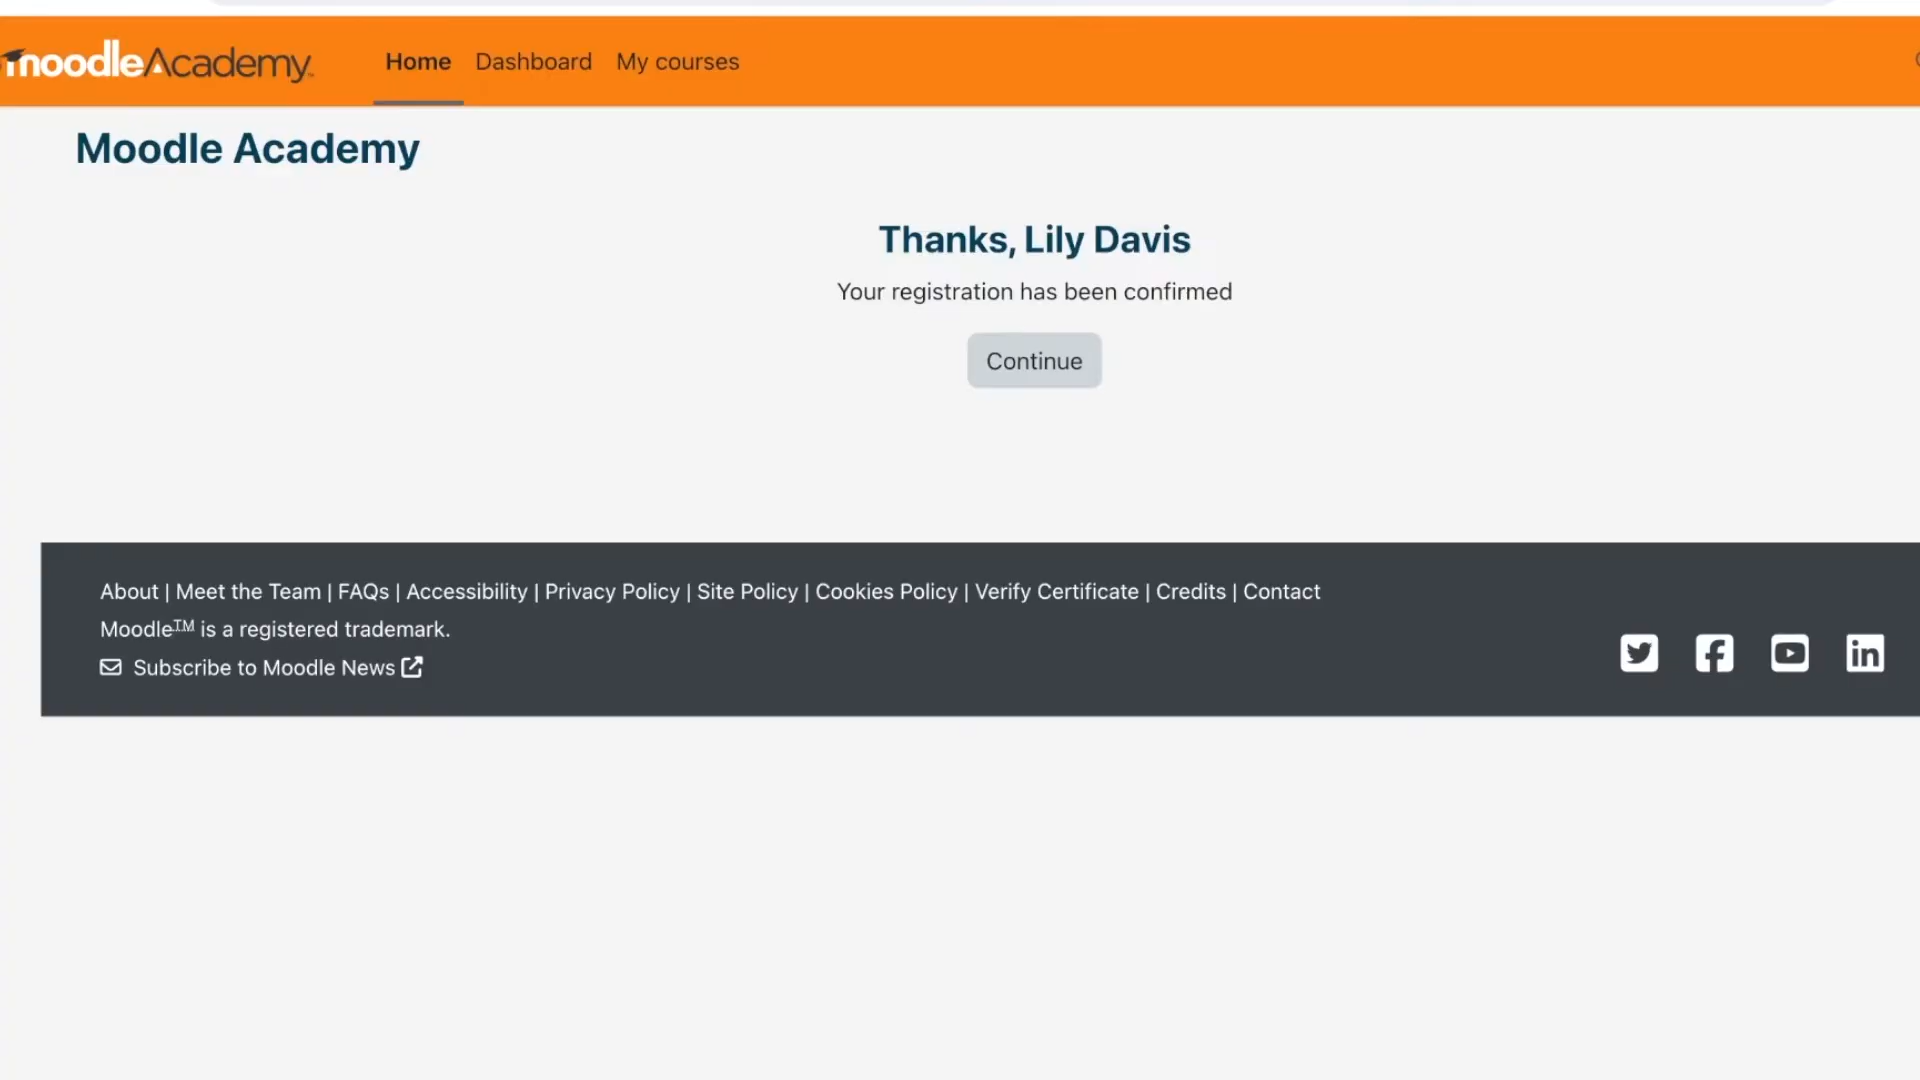 moodleAcademy
Home Dashboard My courses
Moodle Academy
Thanks, Lily Davis
Your registration has been confirmed
Continue
About | Meet the Team | FAQs | Accessibility | Privacy Policy | Site Policy | Cookies Policy | Verify Certificate | Credits | Contact
Moodle™ is a registered trademark.
Subscribe to Moodle News